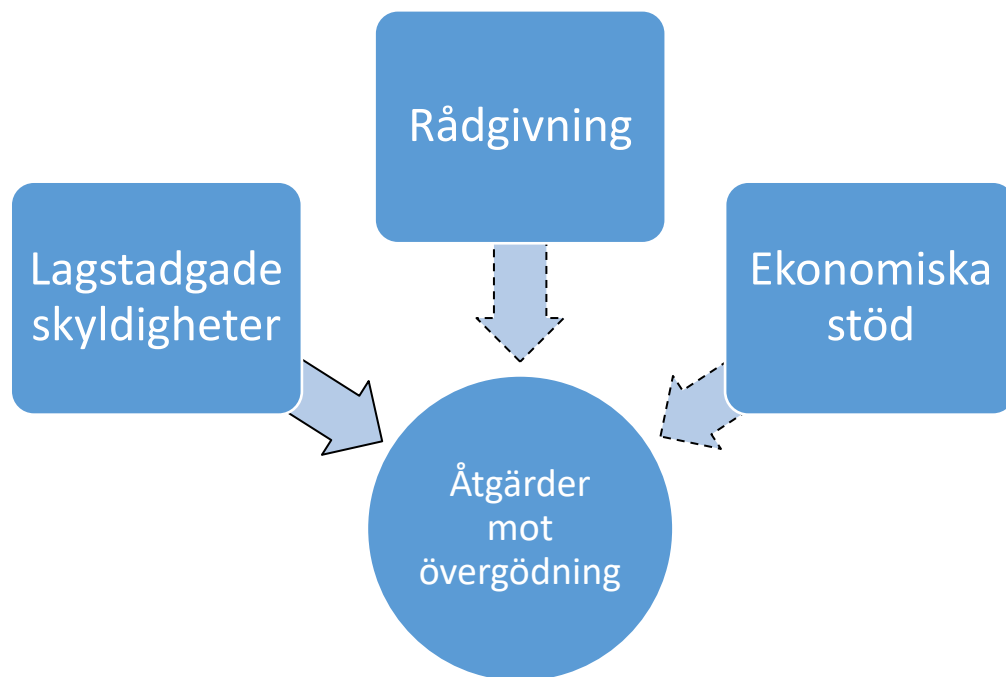 Rådgivning
Lagstadgade
skyldigheter
Ekonomiska
stöd
Åtgärder
mot
övergödning